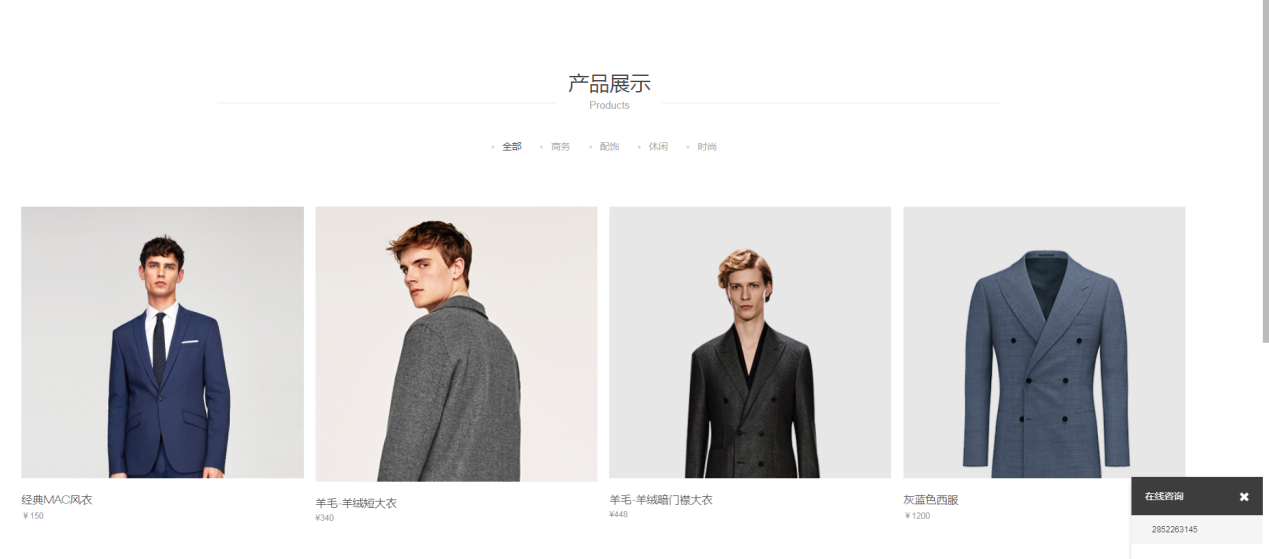 产品展示
Products
全部
商务
配饰
休闲
时尚
经典MAC风衣
￥150
羊毛-羊绒短大衣
¥340
羊毛-羊绒暗门襟大衣
¥448
灰蓝色西服
￥1200
在线咨询
2852263145